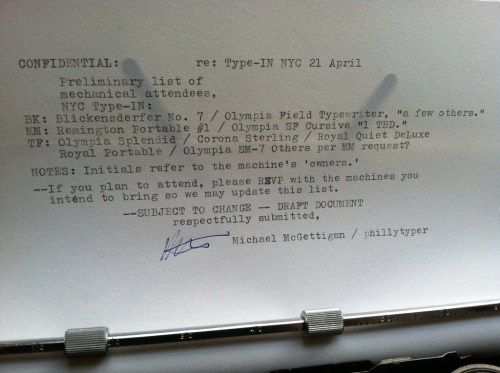 CONFIDENTIAL: re: Type-IN NYC 21 April
Preliminary list of
mechanical attendees,
NYC Type-IN:
BK: Blickensderfer No. 7 / Olympia Field Typewriter, "a few others."
MM: Remington Portable #1 / Olympia SF Cursive "1 TBD."
TF: Olympia Splendid / Corona Sterling / Royal Quiet DeLuxe
Royal Portable / Olympia SM-7 Others per MM request?
NOTES: Initials refer to the machine's 'owners.'
--If you plan to attend, please RSVP with the machines you
intend to bring so we may update this list.
--SUBJECT TO CHANGE -- DRAFT DOCUMENT
respectfully submitted,
Michael McGettigan / phillytyper